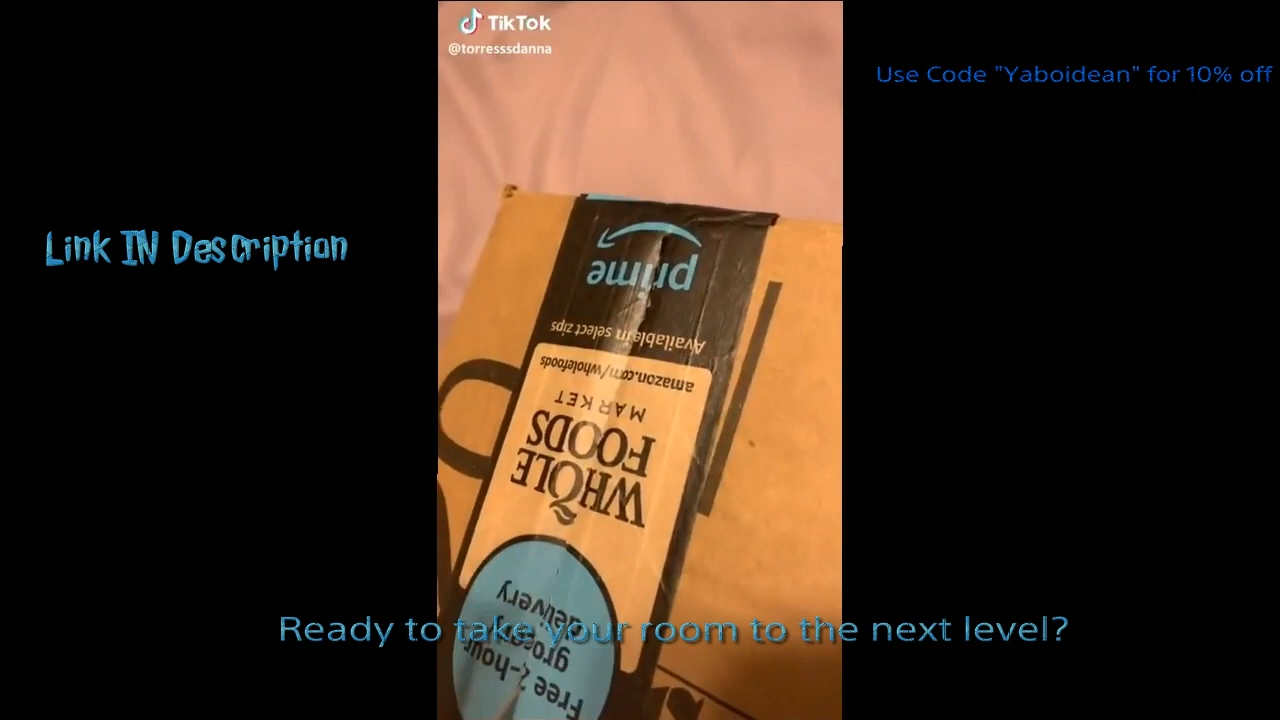 TikTok
@torresssdanna
Use Code "Yaboidean" for 10% off
Link IN Description
prime
Available in select zips
amazon.com/wholefoods
WHOLE
FOODS
MARKET
Free 2-hour
grocery
delivery
Ready to take your room to the next level?